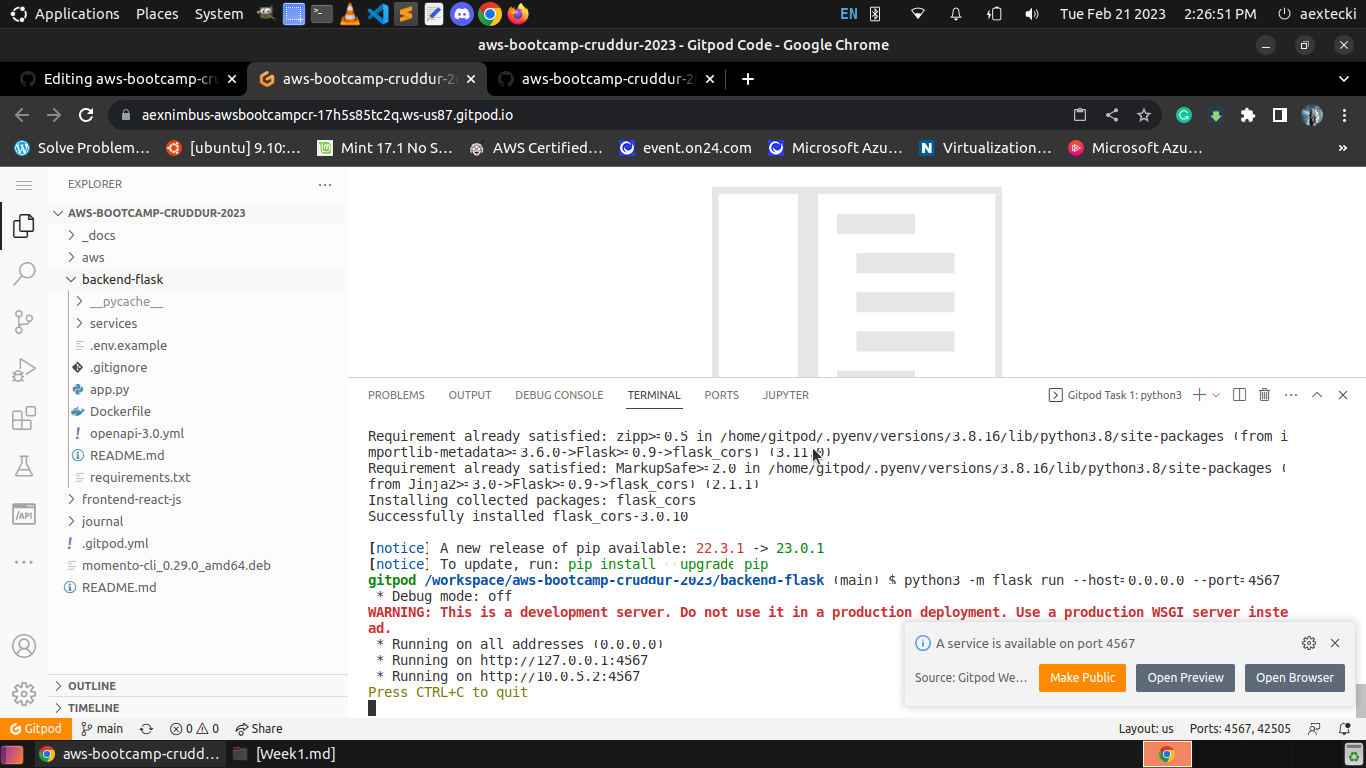 Applications Places System EN Tue Feb 21 2023 2:26:51 PM aextecki
aws-bootcamp-cruddur-2023 - Gitpod Code - Google Chrome
Editing aws-bootcamp-cr aws-bootcamp-cruddur-2 aws-bootcamp-cruddur-2
aexnimbus-awsbootcampcr-17h5s85tc2q.ws-us87.gitpod.io
Solve Problem… [ubuntu] 9.10:… Mint 17.1 No S… AWS Certified… event.on24.com Microsoft Azu… Virtualization… Microsoft Azu… »
EXPLORER
AWS-BOOTCAMP-CRUDDUR-2023
_docs
aws
backend-flask
__pycache__
services
.env.example
.gitignore
app.py
Dockerfile
openapi-3.0.yml
README.md
requirements.txt
frontend-react-js
journal
.gitpod.yml
momento-cli_0.29.0_amd64.deb
README.md
OUTLINE
TIMELINE
PROBLEMS OUTPUT DEBUG CONSOLE TERMINAL PORTS JUPYTER Gitpod Task 1: python3
Requirement already satisfied: zipp>=0.5 in /home/gitpod/.pyenv/versions/3.8.16/lib/python3.8/site-packages (from i
mportlib-metadata>=3.6.0->Flask>=0.9->flask_cors) (3.11.0)
Requirement already satisfied: MarkupSafe>=2.0 in /home/gitpod/.pyenv/versions/3.8.16/lib/python3.8/site-packages (
from Jinja2>=3.0->Flask>=0.9->flask_cors) (2.1.1)
Installing collected packages: flask_cors
Successfully installed flask_cors-3.0.10
[notice] A new release of pip available: 22.3.1 -> 23.0.1
[notice] To update, run: pip install --upgrade pip
gitpod /workspace/aws-bootcamp-cruddur-2023/backend-flask (main) $ python3 -m flask run --host=0.0.0.0 --port=4567
* Debug mode: off
WARNING: This is a development server. Do not use it in a production deployment. Use a production WSGI server inste
ad.
* Running on all addresses (0.0.0.0)
* Running on http://127.0.0.1:4567
* Running on http://10.0.5.2:4567
Press CTRL+C to quit
A service is available on port 4567
Source: Gitpod We… Make Public Open Preview Open Browser
Gitpod main 0 0 Share Layout: us Ports: 4567, 42505
aws-bootcamp-crudd… [Week1.md]